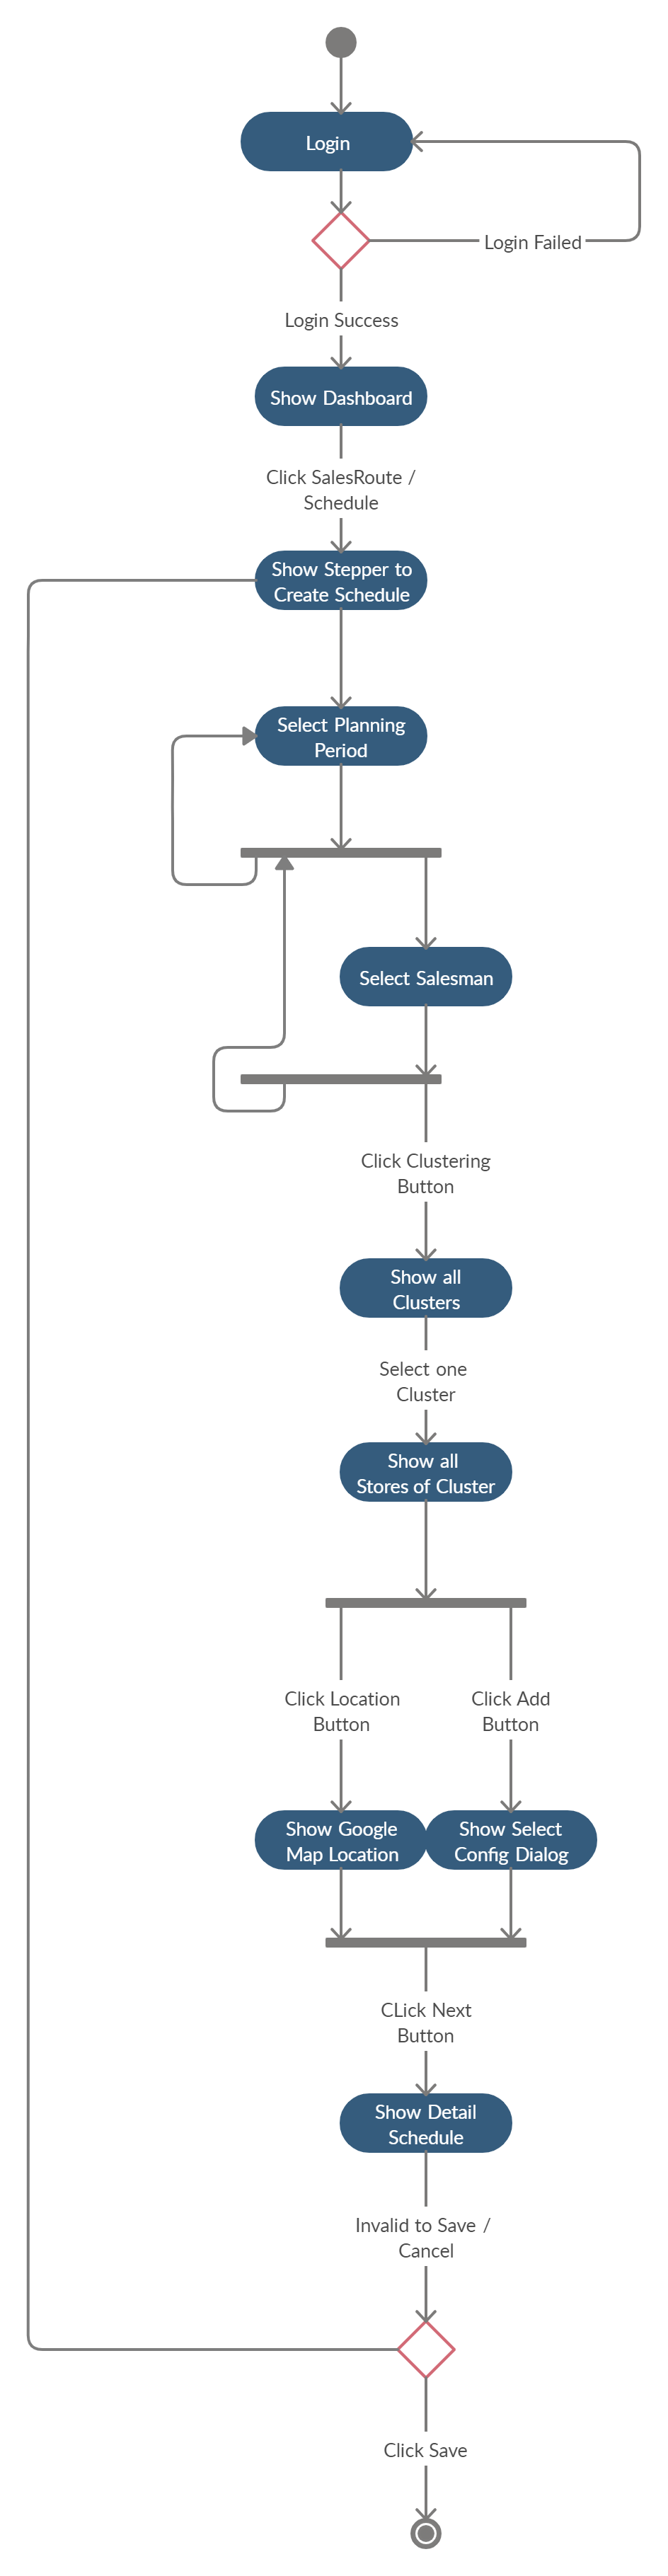 Login
Login Failed
Login Success
Show Dashboard
Click SalesRoute /
Schedule
Show Stepper to
Create Schedule
Select Planning
Period
Select Salesman
Click Clustering
Button
Show all
Clusters
Select one
Cluster
Show all
Stores of Cluster
Click Location
Button
Click Add
Button
Show Google
Map Location
Show Select
Config Dialog
CLick Next
Button
Show Detail
Schedule
Invalid to Save /
Cancel
Click Save